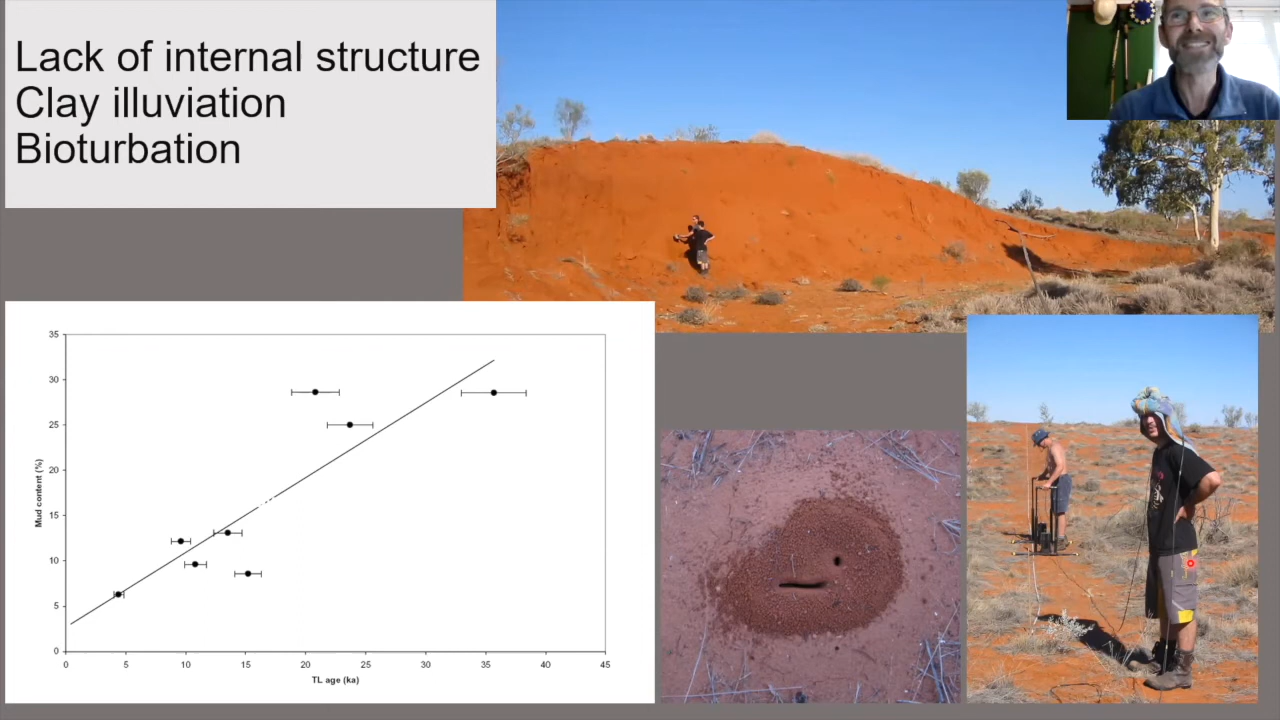 Lack of internal structure
Clay illuviation
Bioturbation
Mud content (%)
35
30
25
20
15
10
5
0
0 5 10 15 20 25 30 35 40 45
TL age (ka)